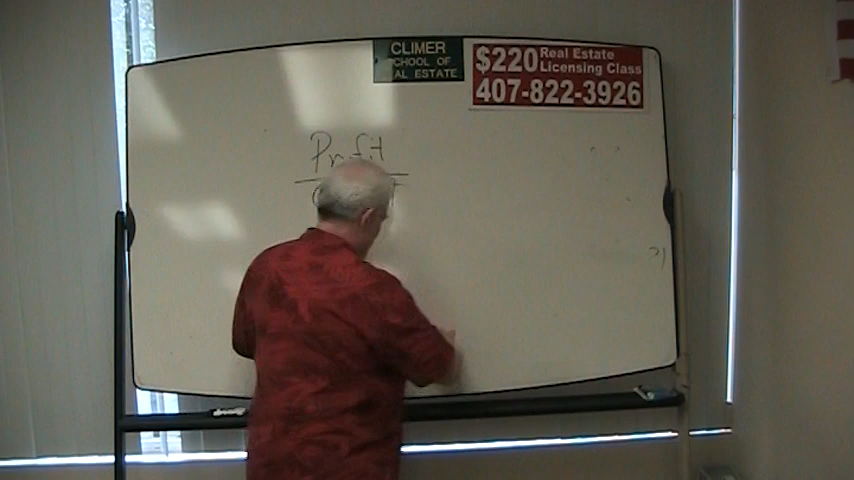 CLIMER
CHOOL OF
AL ESTATE
$220 Real Estate
Licensing Class
407-822-3926
Profit